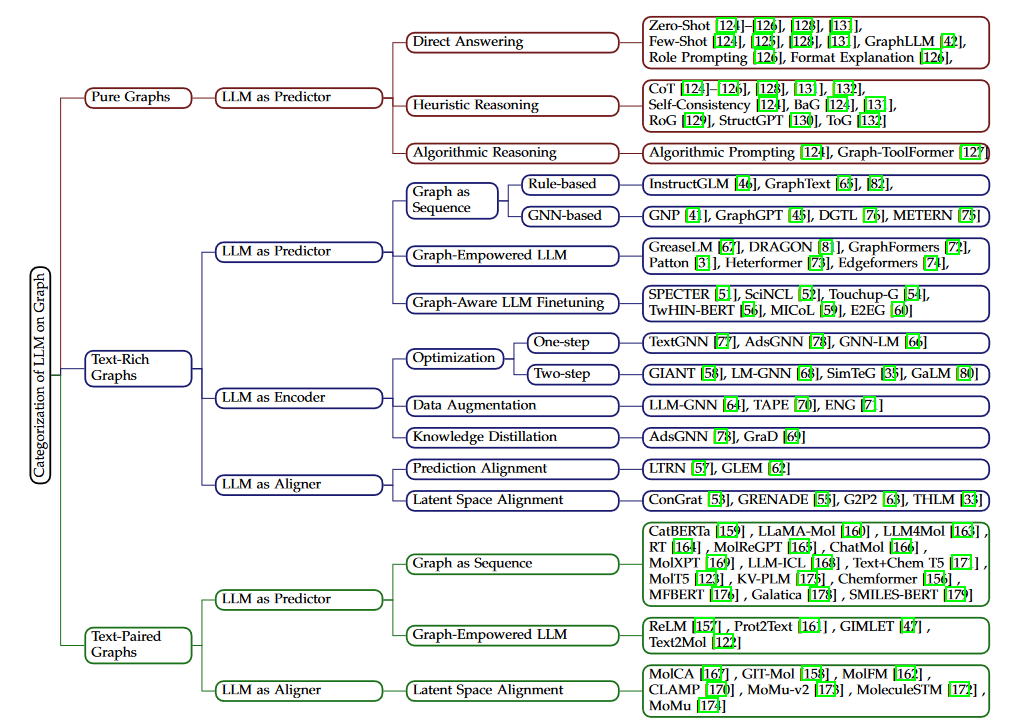 Categorization of LLM on Graph
Pure Graphs
LLM as Predictor
Direct Answering
Zero-Shot [124]–[126], [128], [131],
Few-Shot [124], [125], [128], [131], GraphLLM [42],
Role Prompting [126], Format Explanation [126],
Heuristic Reasoning
CoT [124]–[126], [128], [131], [132],
Self-Consistency [124], BaG [124], [131],
RoG [129], StructGPT [130], ToG [132]
Algorithmic Reasoning
Algorithmic Prompting [124], Graph-ToolFormer [127]
Text-Rich
Graphs
LLM as Predictor
Graph as
Sequence
Rule-based
InstructGLM [46], GraphText [65], [82],
GNN-based
GNP [41], GraphGPT [45], DGTL [76], METERN [75]
Graph-Empowered LLM
GreaseLM [67], DRAGON [81], GraphFormers [72],
Patton [31], Heterformer [73], Edgeformers [74],
Graph-Aware LLM Finetuning
SPECTER [51], SciNCL [52], Touchup-G [54],
TwHIN-BERT [56], MICoL [59], E2EG [60]
LLM as Encoder
Optimization
One-step
TextGNN [77], AdsGNN [78], GNN-LM [66]
Two-step
GIANT [58], LM-GNN [68], SimTeG [35], GaLM [80]
Data Augmentation
LLM-GNN [64], TAPE [70], ENG [71]
Knowledge Distillation
AdsGNN [78], GraD [69]
LLM as Aligner
Prediction Alignment
LTRN [57], GLEM [62]
Latent Space Alignment
ConGrat [53], GRENADE [55], G2P2 [63], THLM [33]
Text-Paired
Graphs
LLM as Predictor
Graph as Sequence
CatBERTa [159] , LLaMA-Mol [160] , LLM4Mol [163] ,
RT [164] , MolReGPT [165] , ChatMol [166] ,
MolXPT [169] , LLM-ICL [168] , Text+Chem T5 [171] ,
MolT5 [123] , KV-PLM [175] , Chemformer [156] ,
MFBERT [176] , Galatica [178] , SMILES-BERT [179]
Graph-Empowered LLM
ReLM [157] , Prot2Text [161] , GIMLET [47] ,
Text2Mol [122]
LLM as Aligner
Latent Space Alignment
MolCA [167] , GIT-Mol [158] , MolFM [162] ,
CLAMP [170] , MoMu-v2 [173] , MoleculeSTM [172] ,
MoMu [174]